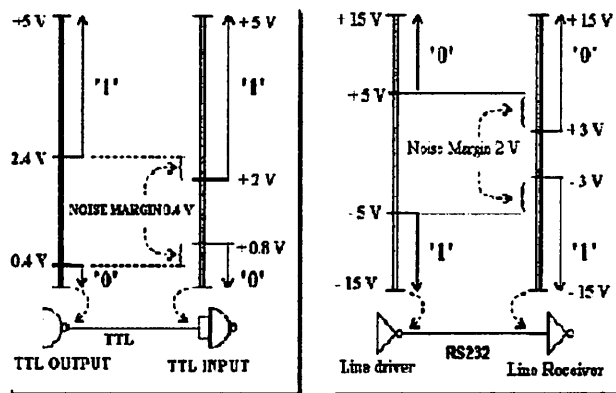 +5 V
+5 V
'1'
'1'
2.4 V
+2 V
NOISE MARGIN 0.4 V
+0.8 V
0.4 V
'0'
'0'
TTL
TTL OUTPUT
TTL INPUT
+15 V
+15 V
'0'
'0'
+5 V
+3 V
Noise Margin 2 V
-3 V
-5 V
'1'
'1'
-15 V
-15 V
RS232
Line driver
Line Receiver